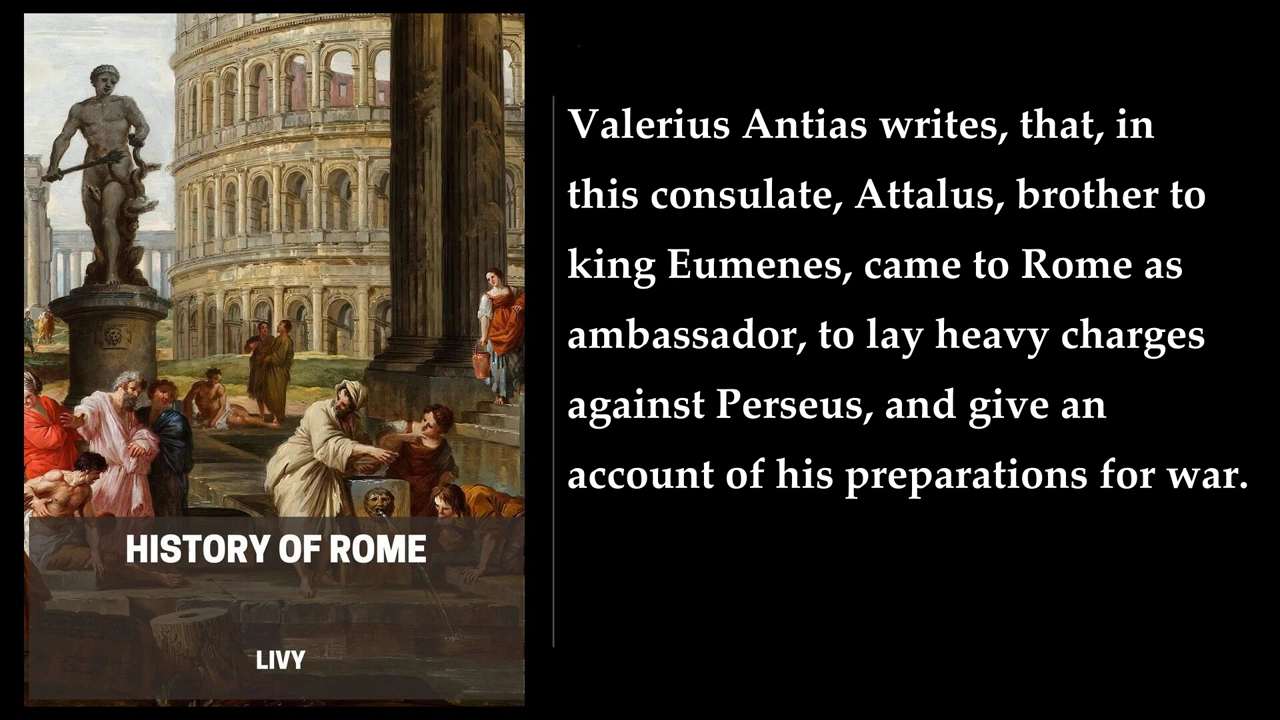 HISTORY OF ROME
LIVY
Valerius Antias writes, that, in
this consulate, Attalus, brother to
king Eumenes, came to Rome as
ambassador, to lay heavy charges
against Perseus, and give an
account of his preparations for war.